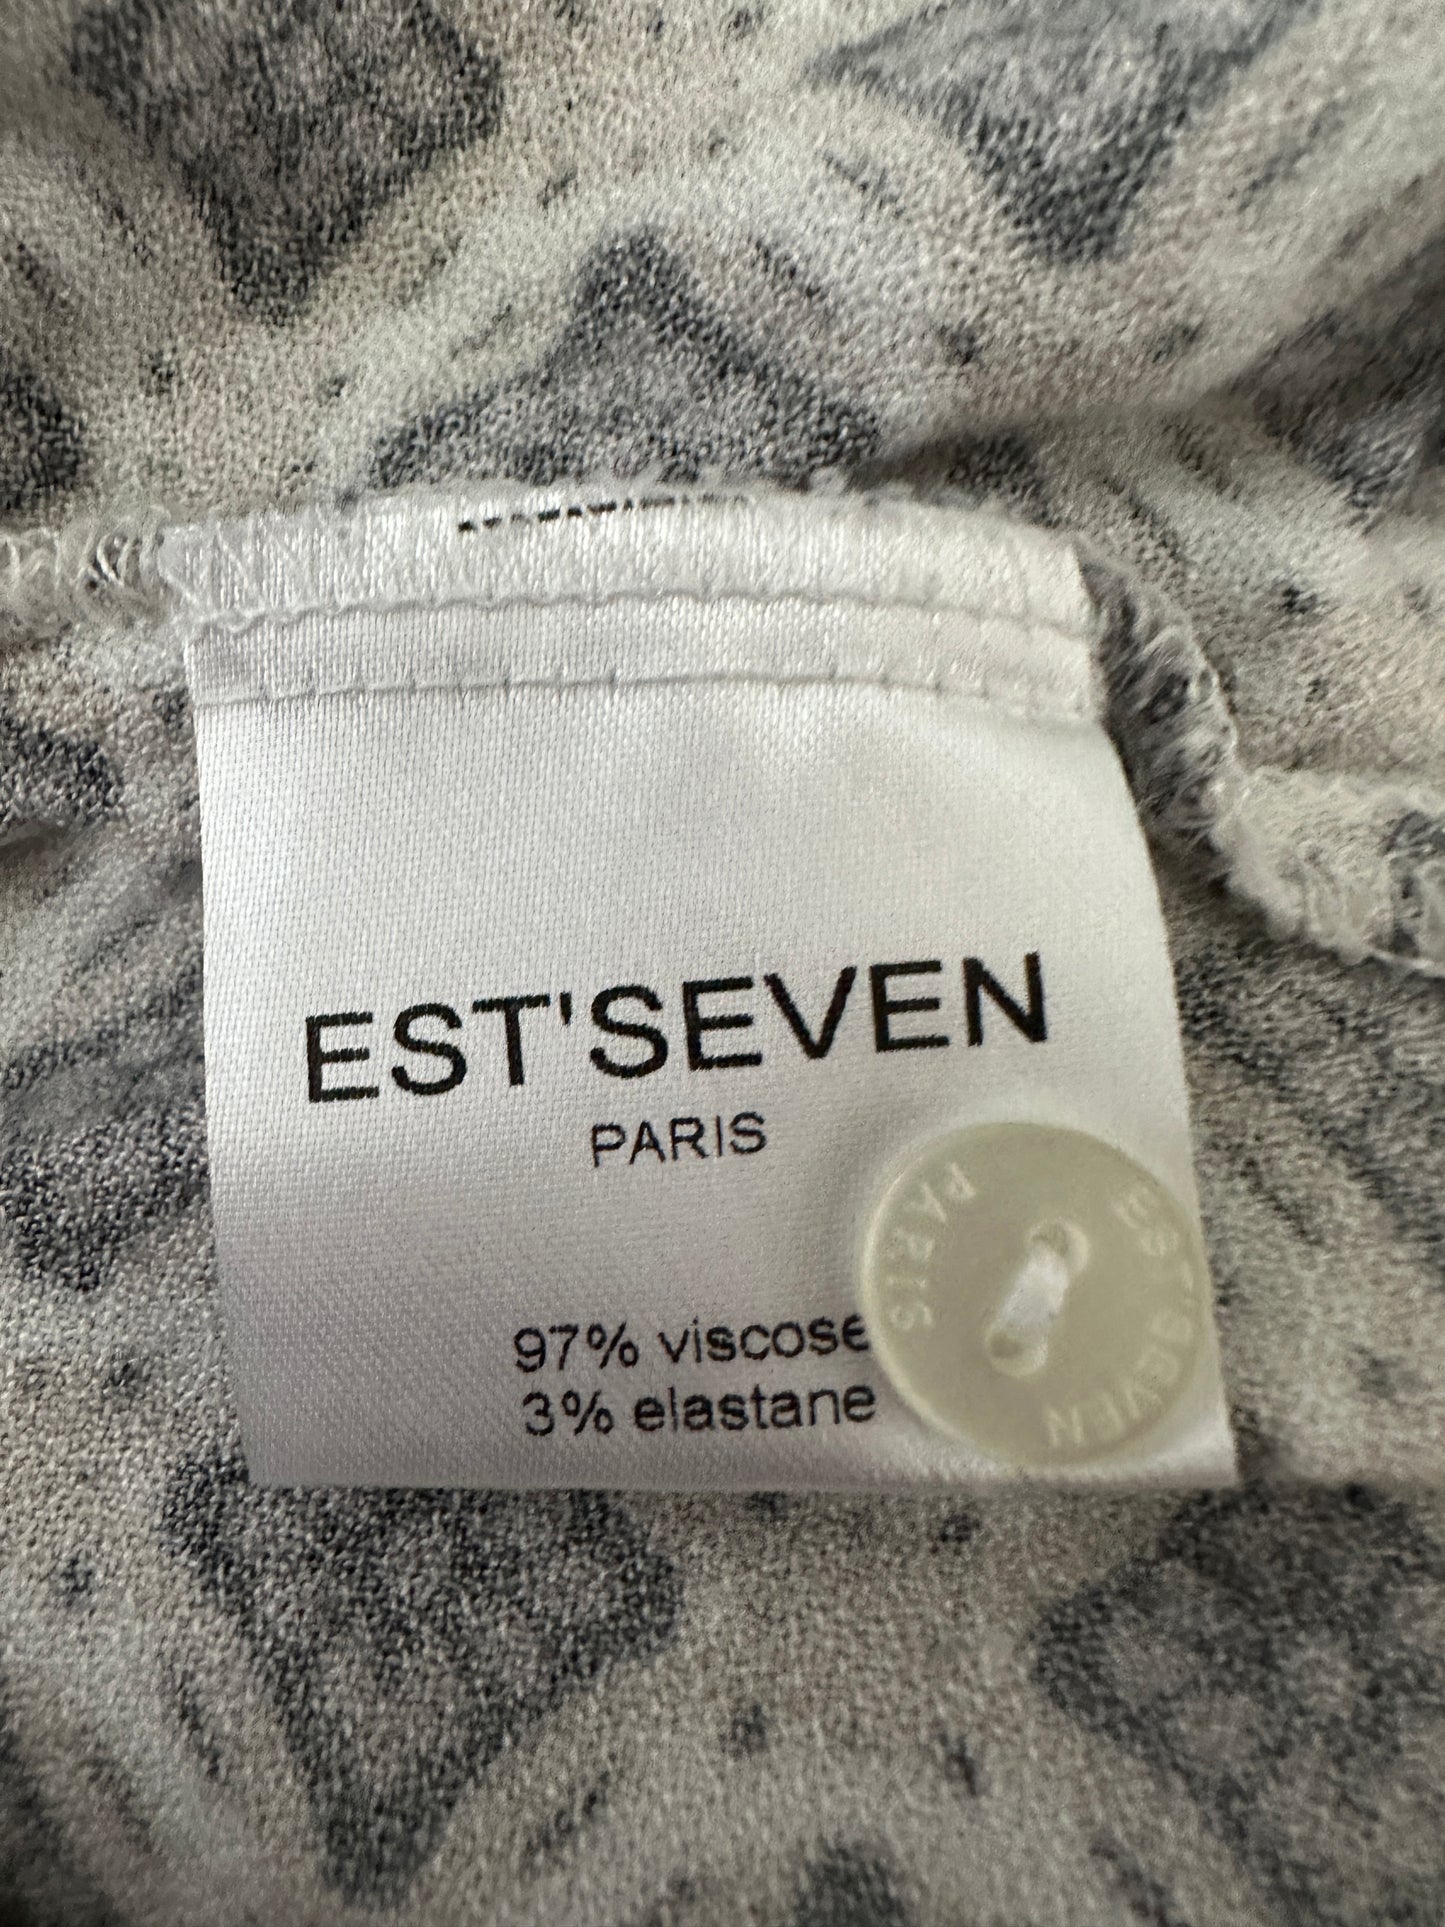 EST'SEVEN
PARIS
97% viscose
3% elastane
EST'SEVEN
PARIS